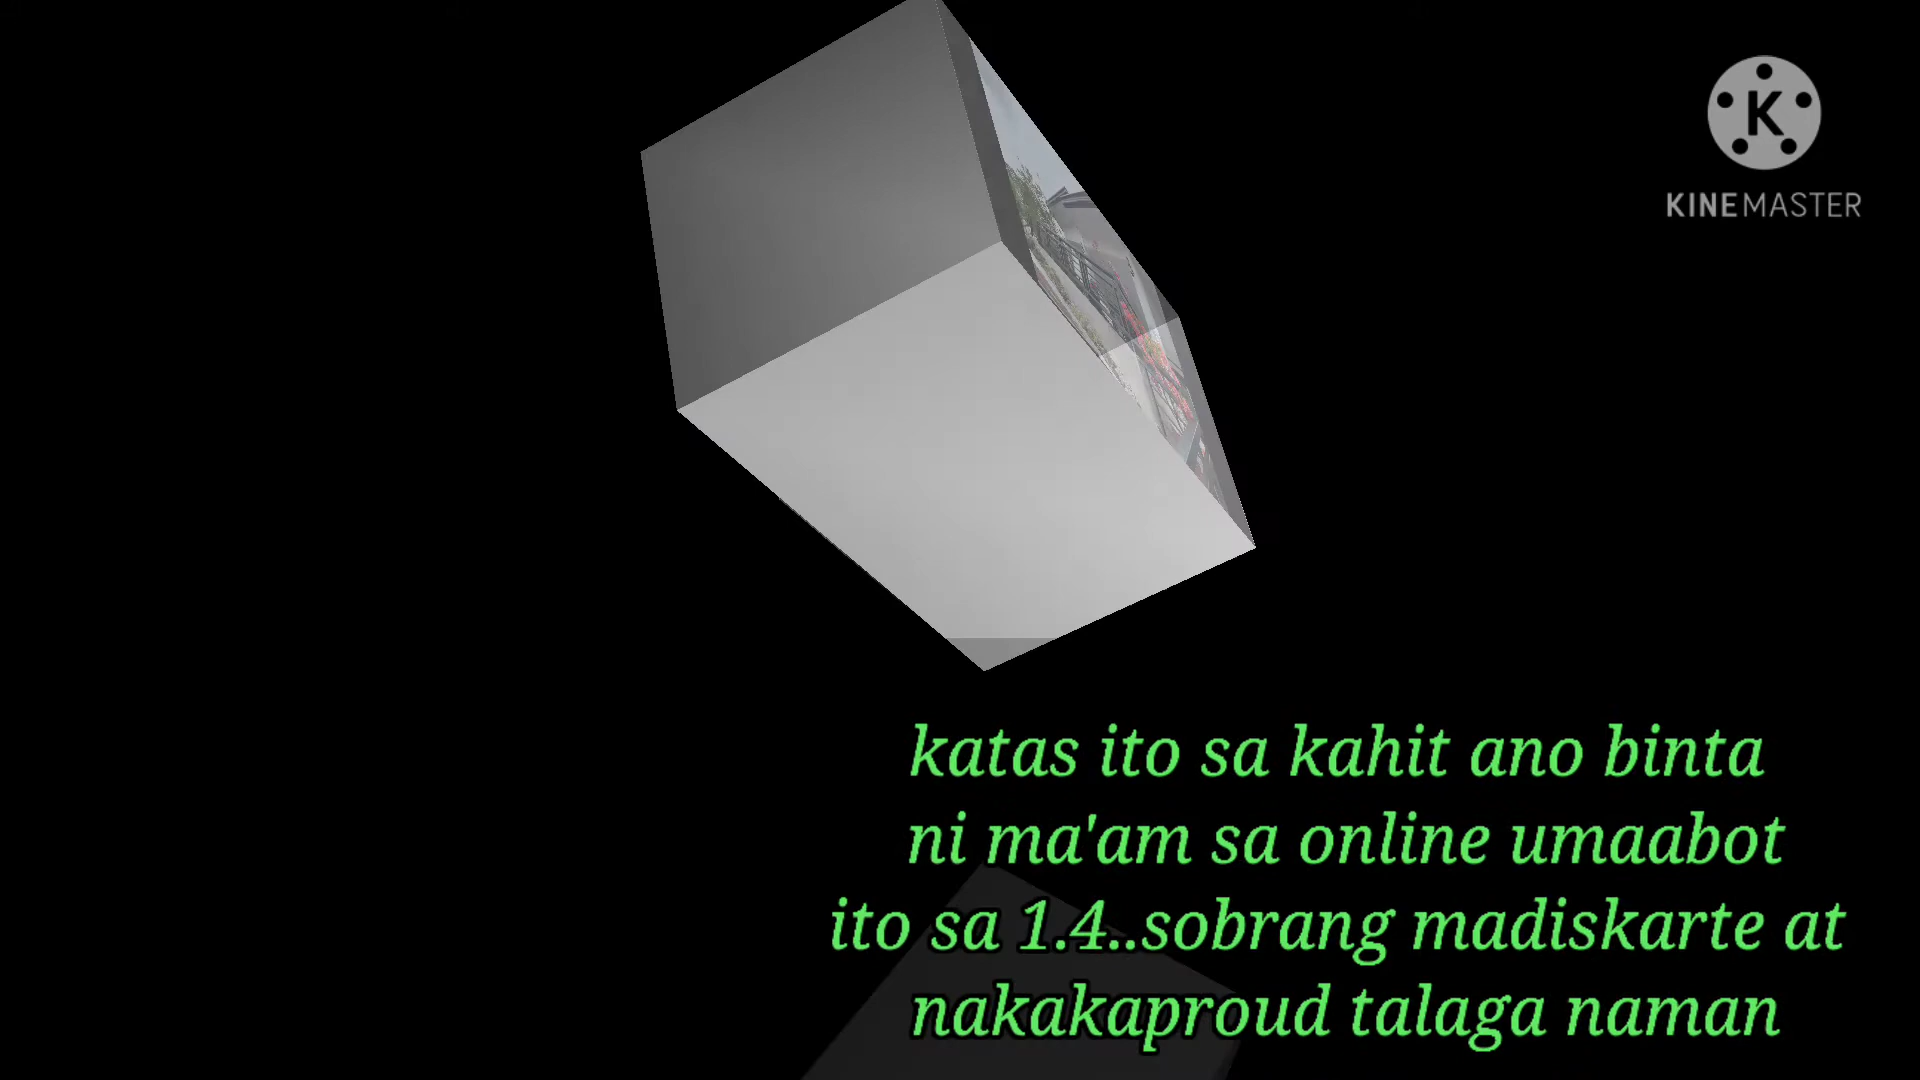 K
KINEMASTER
katas ito sa kahit ano binta
ni ma'am sa online umaabot
ito sa 1.4..sobrang madiskarte at
nakakaproud talaga naman